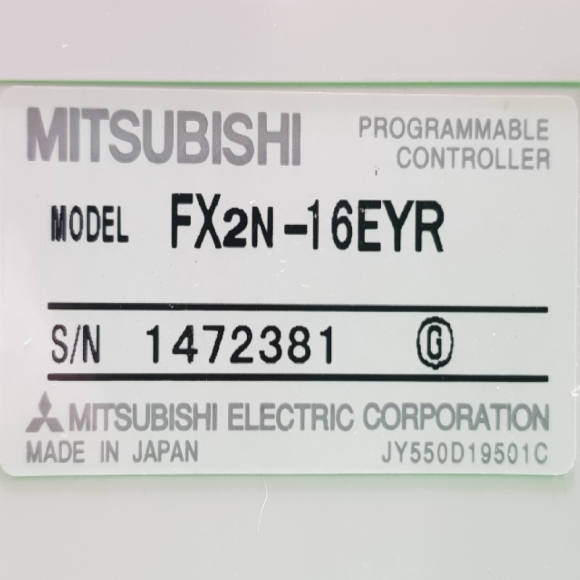 MITSUBISHI
PROGRAMMABLE
CONTROLLER
MODEL FX2N-16EYR
S/N 1472381 G
MITSUBISHI ELECTRIC CORPORATION
MADE IN JAPAN JY550D19501C